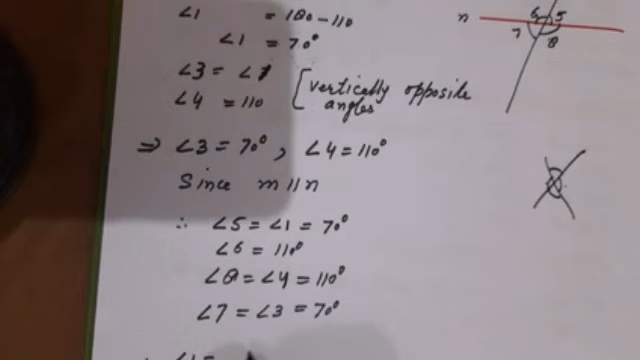 ∠1 = 180 - 110
∠1 = 70°
∠3 = ∠1
∠4 = 110
[vertically opposite
angles
⇒ ∠3 = 70°, ∠4 = 110°
Since m || n
∴ ∠5 = ∠1 = 70°
∠6 = 110°
∠8 = ∠4 = 110°
∠7 = ∠3 = 70°
∠1 =
n
6 5
7 8